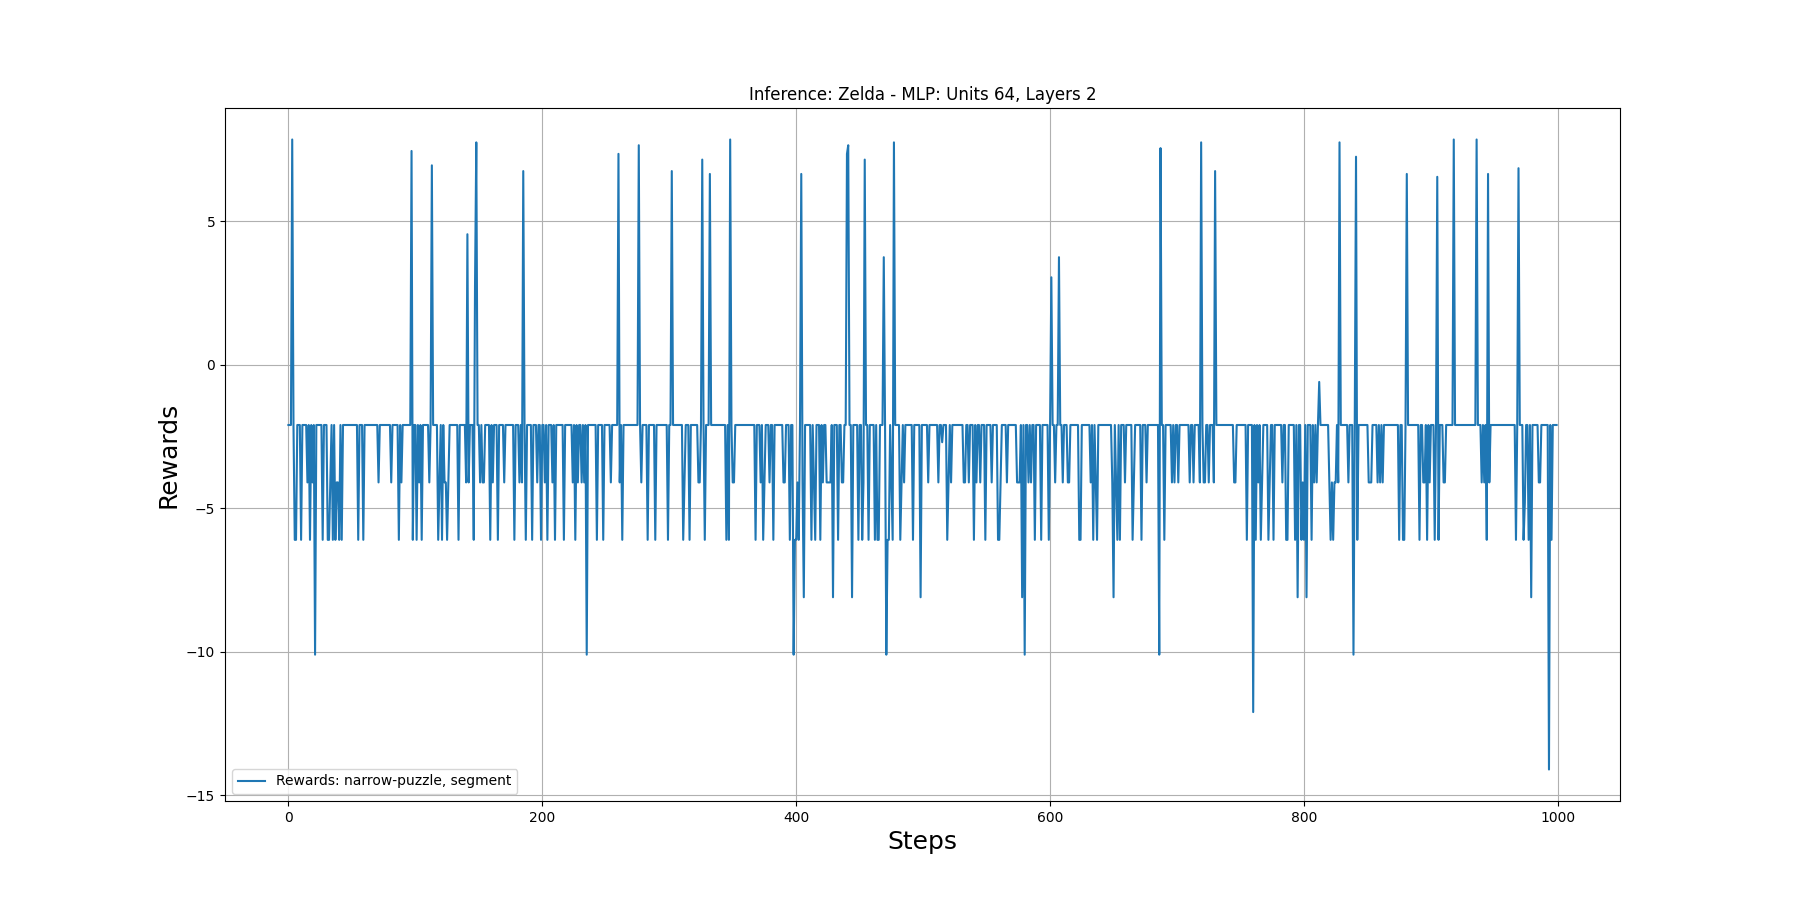 Inference: Zelda - MLP: Units 64, Layers 2
Rewards
5
0
−5
−10
−15
Rewards: narrow-puzzle, segment
0 200 400 600 800 1000
Steps